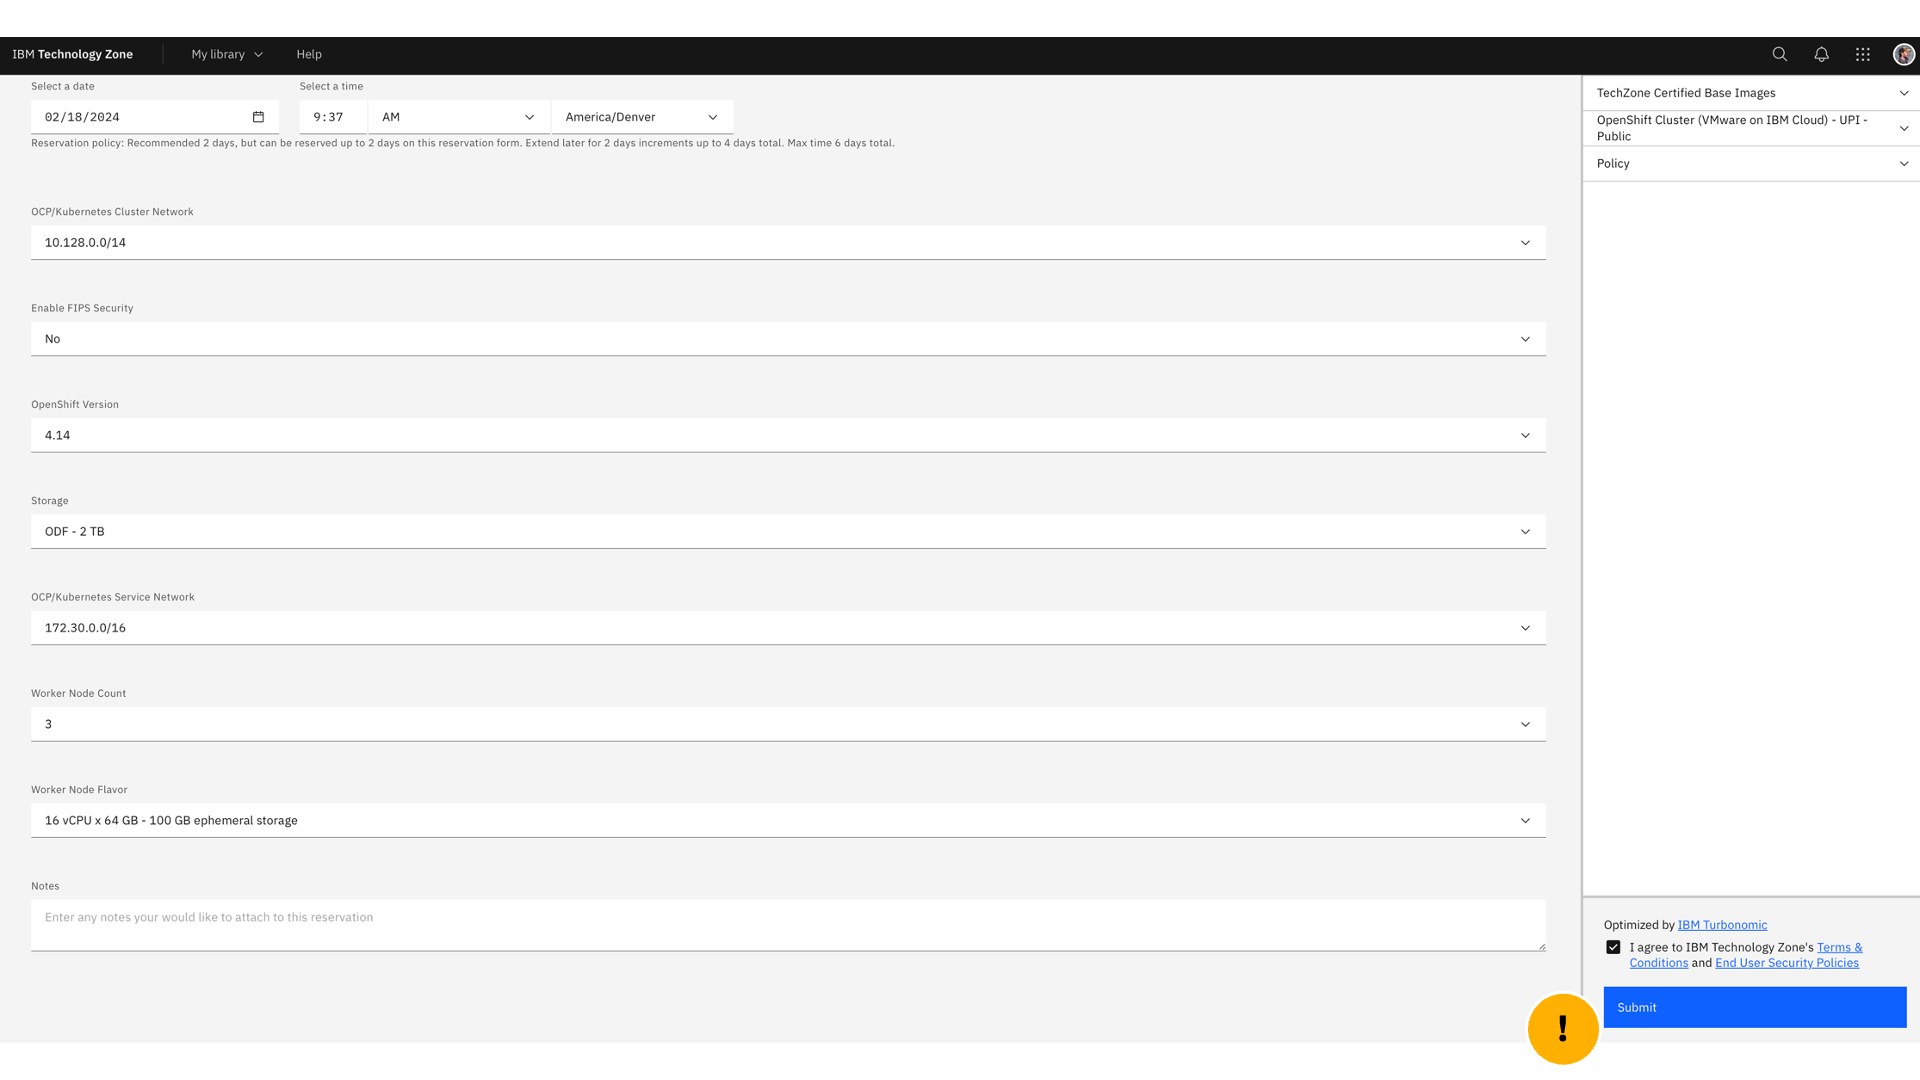 IBM Technology Zone
My library
Help
Select a date
Select a time
02/18/2024
9:37
AM
America/Denver
Reservation policy: Recommended 2 days, but can be reserved up to 2 days on this reservation form. Extend later for 2 days increments up to 4 days total. Max time 6 days total.
OCP/Kubernetes Cluster Network
10.128.0.0/14
Enable FIPS Security
No
OpenShift Version
4.14
Storage
ODF - 2 TB
OCP/Kubernetes Service Network
172.30.0.0/16
Worker Node Count
3
Worker Node Flavor
16 vCPU x 64 GB - 100 GB ephemeral storage
Notes
Enter any notes your would like to attach to this reservation
TechZone Certified Base Images
OpenShift Cluster (VMware on IBM Cloud) - UPI -
Public
Policy
Optimized by IBM Turbonomic
I agree to IBM Technology Zone's Terms &
Conditions and End User Security Policies
Submit
!